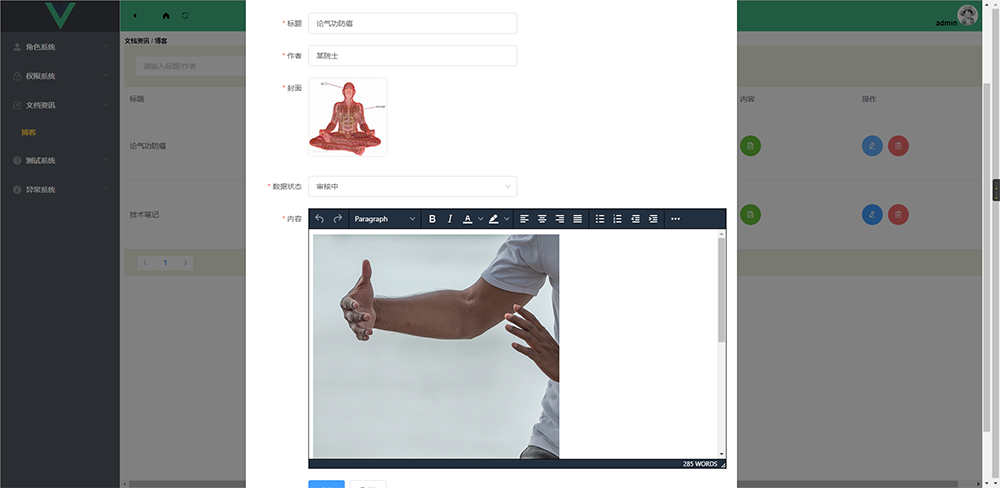 角色系统
权限系统
文档资讯
博客
测试系统
异常系统
admin
文档资讯 / 博客
请输入标题/作者
标题
内容
操作
论气功防癌
技术笔记
1
* 标题
论气功防癌
* 作者
某院士
* 封面
* 数据状态
审核中
* 内容
Paragraph
B I A
285 WORDS